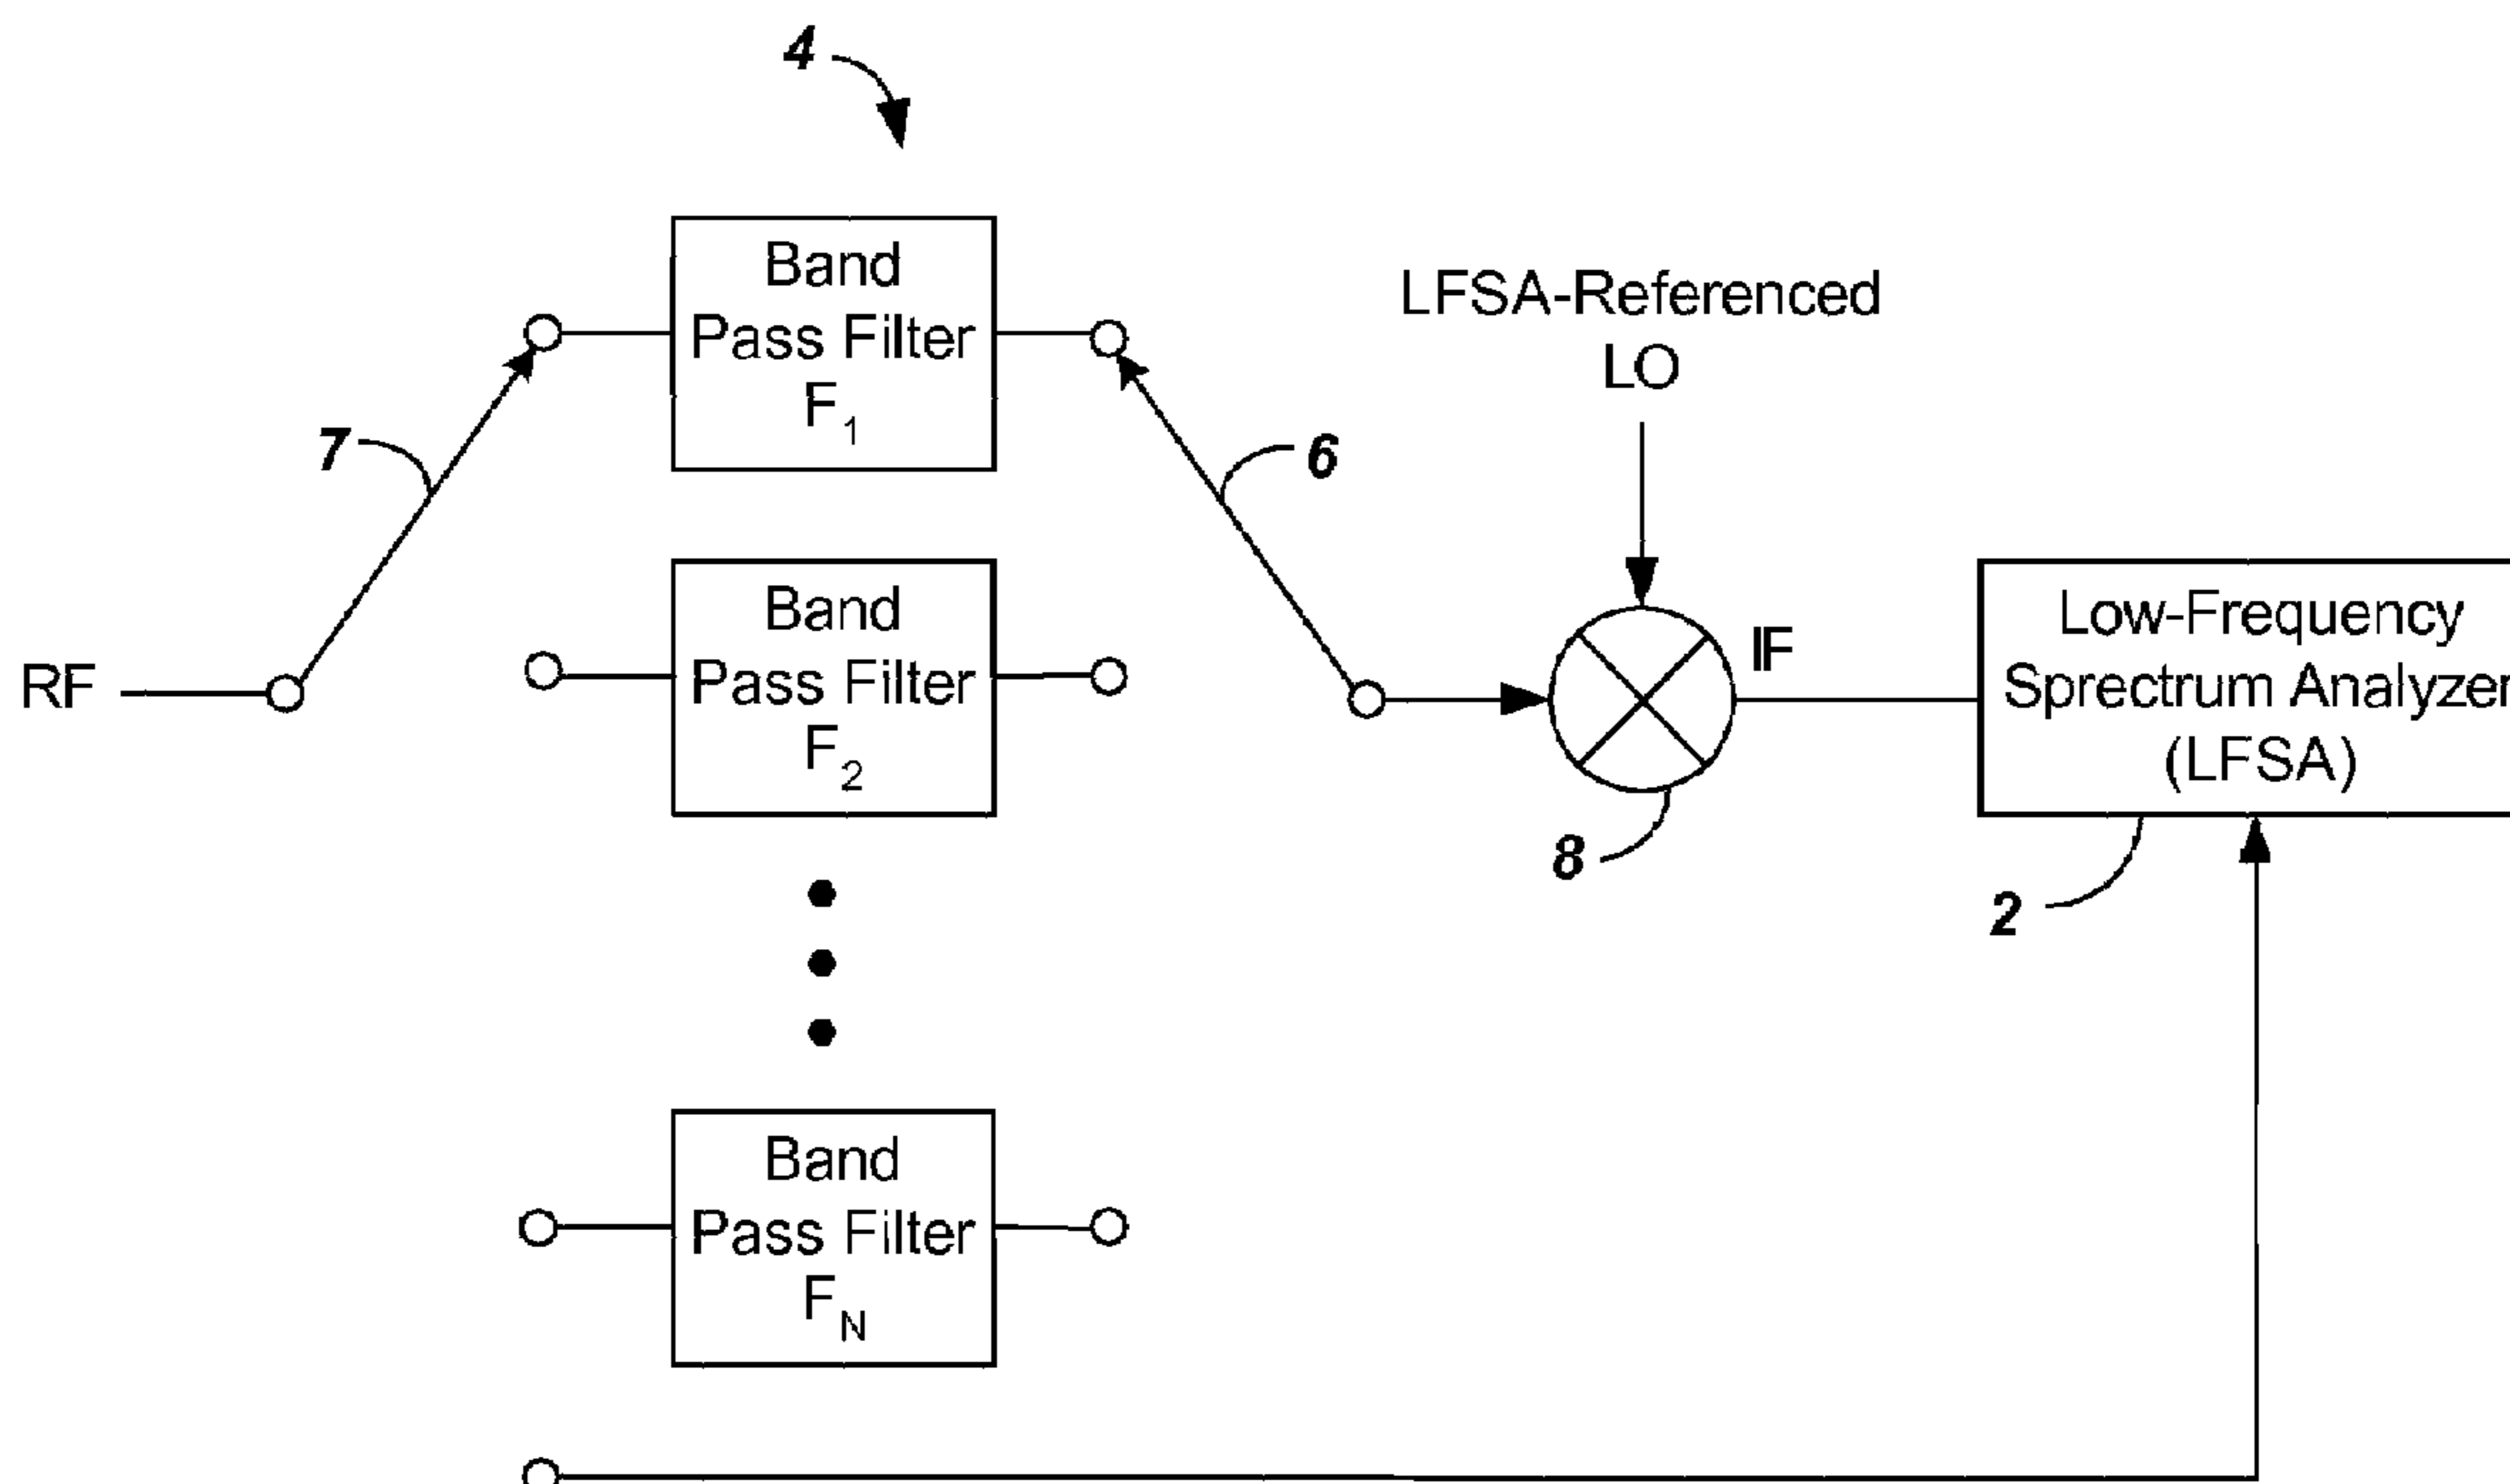 4
Band
Pass Filter
F1
7
6
LFSA-Referenced
LO
RF
Band
Pass Filter
F2
IF
Low-Frequency
Sprectrum Analyzer
(LFSA)
8
2
Band
Pass Filter
FN